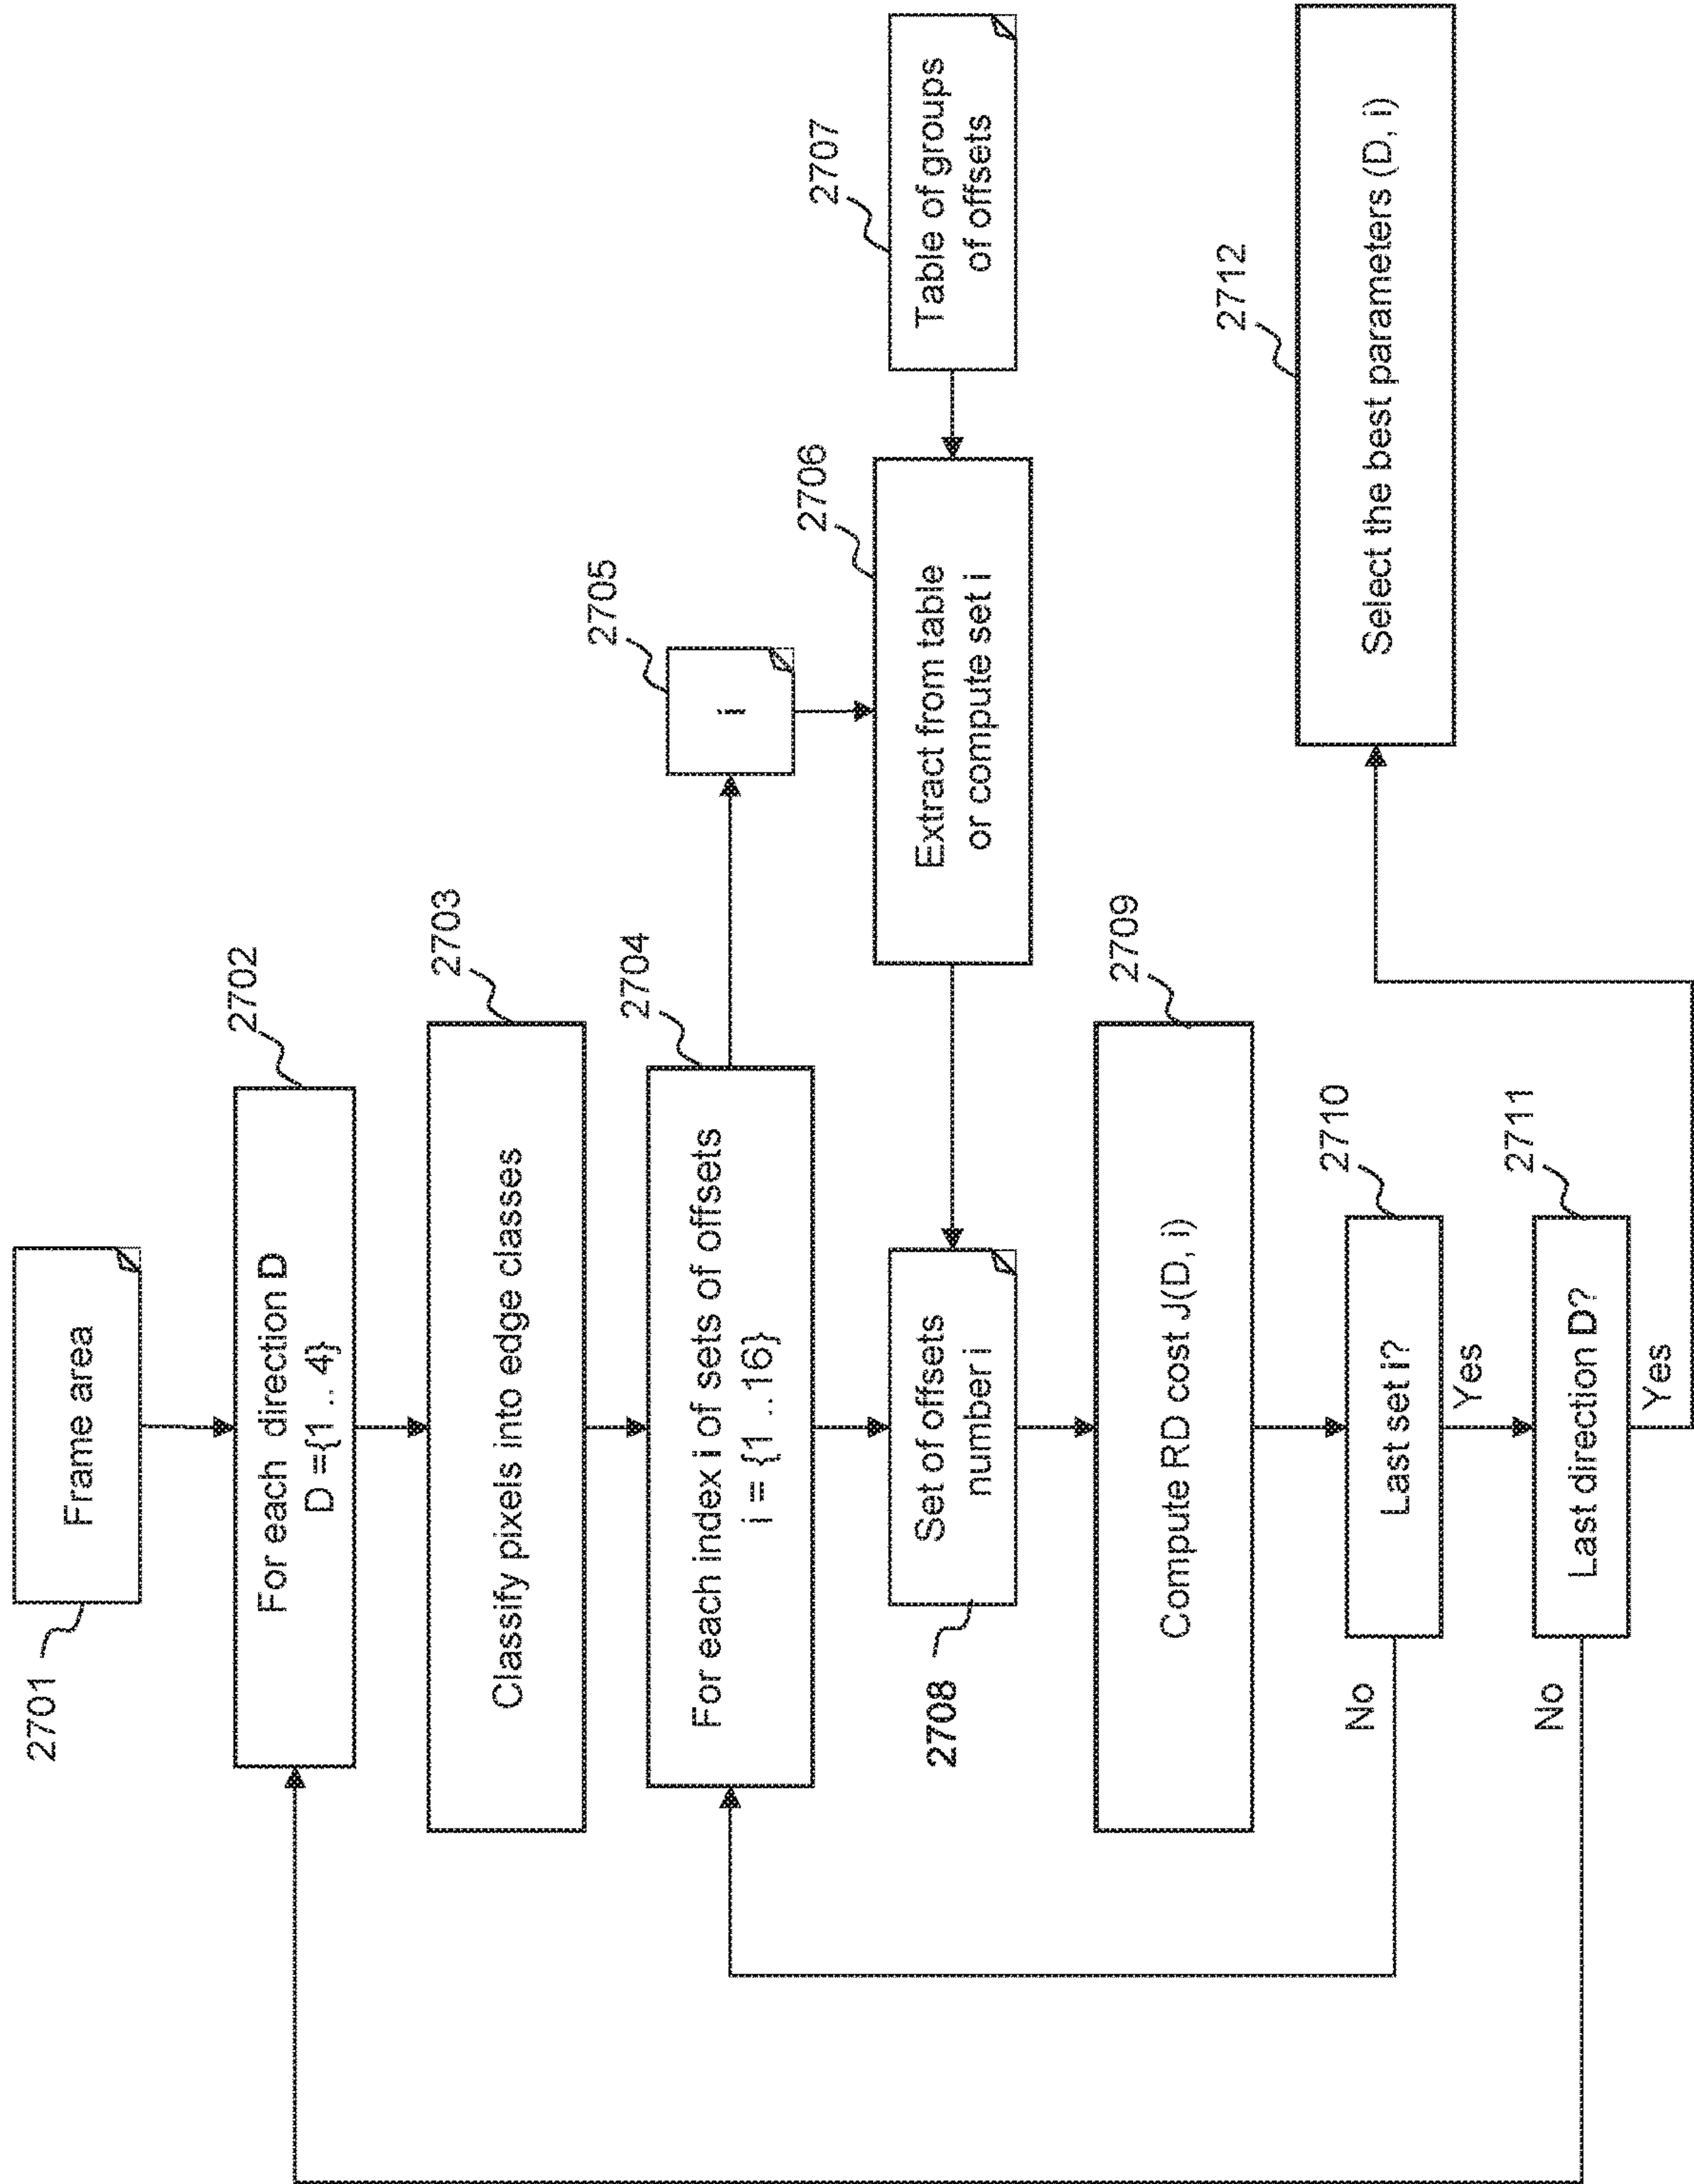 2701
Frame area
2702
For each direction D
D ={1 .. 4}
2703
Classify pixels into edge classes
2704
For each index i of sets of offsets
i = {1 ..16}
2705
i
2706
Extract from table
or compute set i
2707
Table of groups
of offsets
2708
Set of offsets
number i
2709
Compute RD cost J(D, i)
2710
Last set i?
No
Yes
2711
Last direction D?
No
Yes
2712
Select the best parameters (D, i)